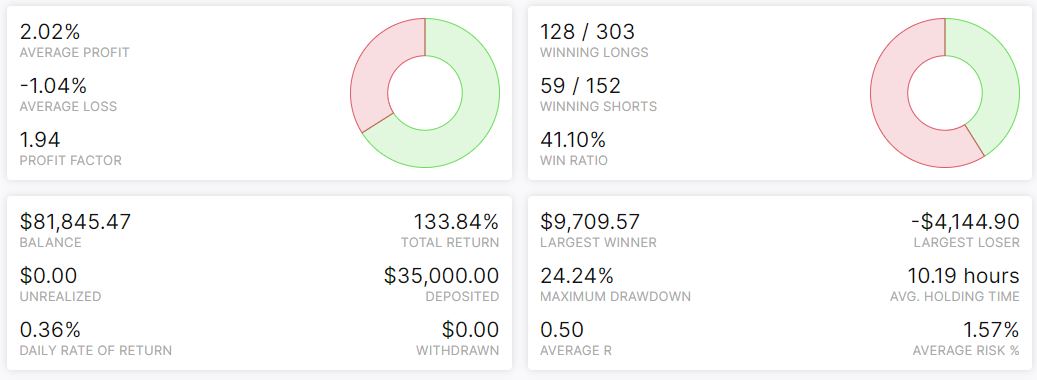 2.02%
AVERAGE PROFIT
-1.04%
AVERAGE LOSS
1.94
PROFIT FACTOR
128 / 303
WINNING LONGS
59 / 152
WINNING SHORTS
41.10%
WIN RATIO
$81,845.47
BALANCE
133.84%
TOTAL RETURN
$0.00
UNREALIZED
$35,000.00
DEPOSITED
0.36%
DAILY RATE OF RETURN
$0.00
WITHDRAWN
$9,709.57
LARGEST WINNER
-$4,144.90
LARGEST LOSER
24.24%
MAXIMUM DRAWDOWN
10.19 hours
AVG. HOLDING TIME
0.50
AVERAGE R
1.57%
AVERAGE RISK %